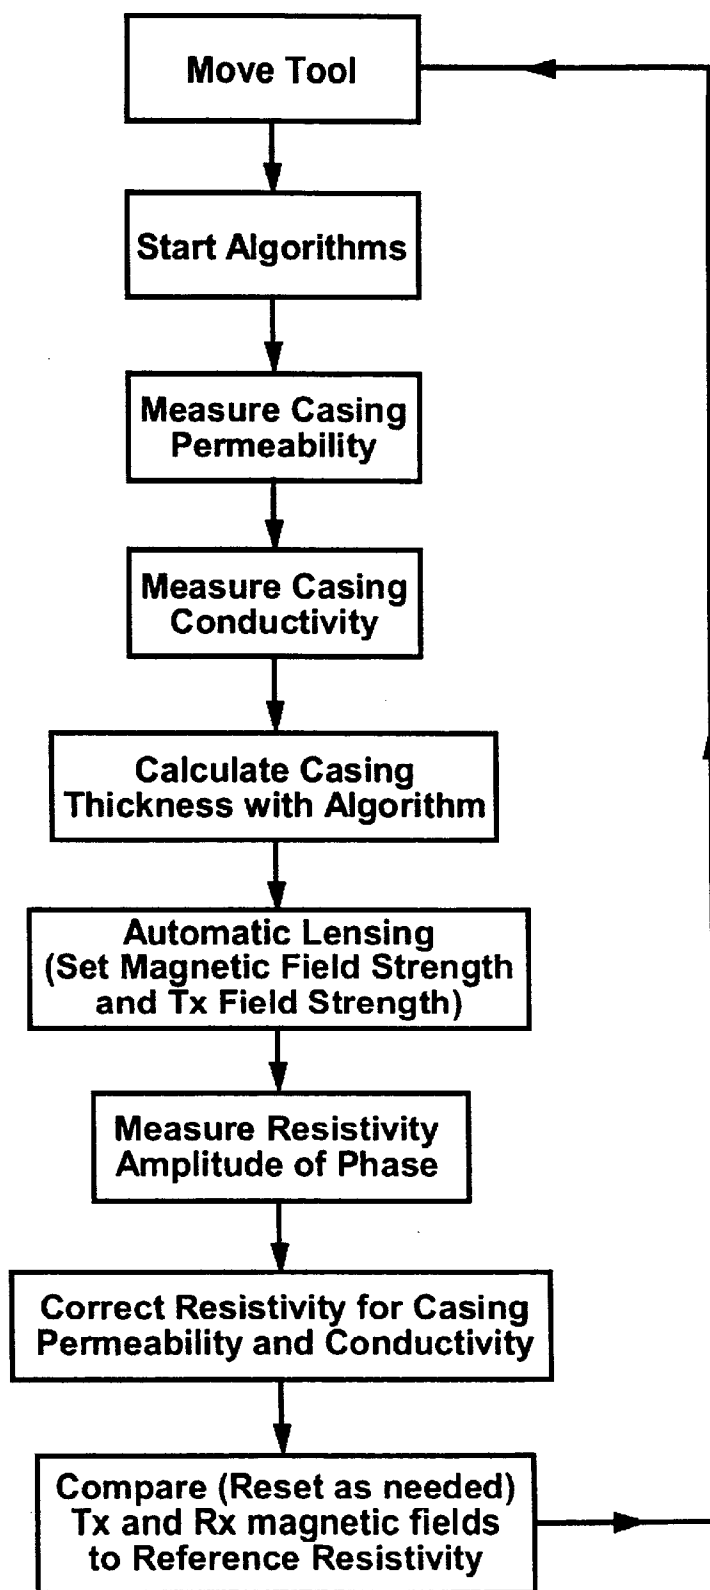 Move Tool
Start Algorithms
Measure Casing
Permeability
Measure Casing
Conductivity
Calculate Casing
Thickness with Algorithm
Automatic Lensing
(Set Magnetic Field Strength
and Tx Field Strength)
Measure Resistivity
Amplitude of Phase
Correct Resistivity for Casing
Permeability and Conductivity
Compare (Reset as needed)
Tx and Rx magnetic fields
to Reference Resistivity